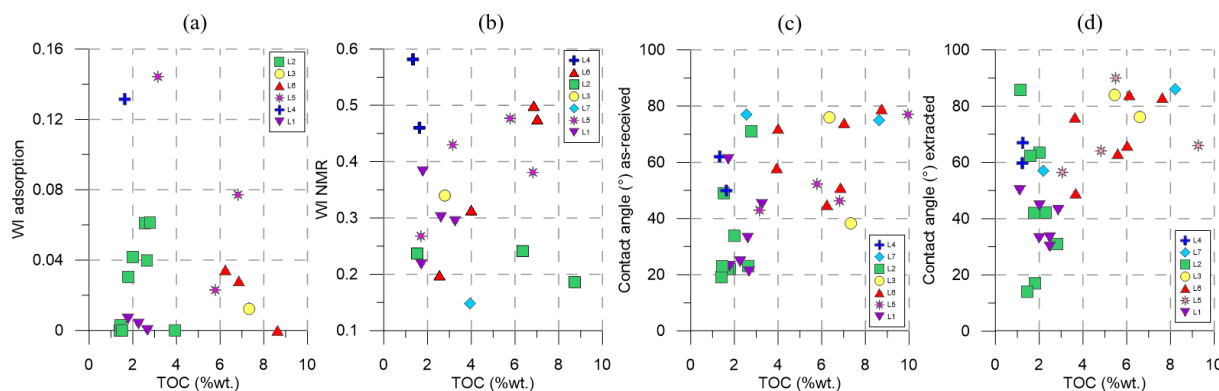 (a)
(b)
(c)
(d)
WI adsorption
0.16
0.12
0.08
0.04
0
0 2 4 6 8 10
TOC (%wt.)
L2
L3
L6
L5
L4
L1
WI NMR
0.6
0.5
0.4
0.3
0.2
0.1
0 2 4 6 8 10
TOC (%wt.)
L4
L6
L2
L3
L7
L5
L1
Contact angle (°) as-received
100
80
60
40
20
0
0 2 4 6 8 10
TOC (%wt.)
L4
L7
L2
L3
L6
L5
L1
Contact angle (°) extraded
100
80
60
40
20
0
0 2 4 6 8 10
TOC (%wt.)
L4
L7
L2
L3
L6
L5
L1